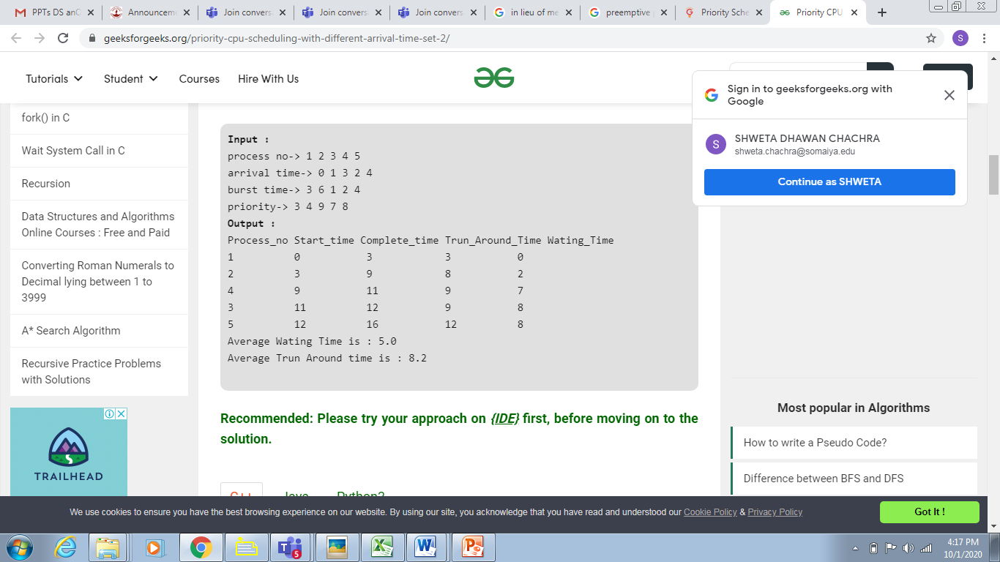 PPTs DS anC
Announceme
Join convers
Join convers
Join convers
in lieu of me
preemptive
Priority Sche
Priority CPU
geeksforgeeks.org/priority-cpu-scheduling-with-different-arrival-time-set-2/
S
Tutorials
Student
Courses
Hire With Us
Sign in to geeksforgeeks.org with
Google
S
SHWETA DHAWAN CHACHRA
shweta.chachra@somaiya.edu
Continue as SHWETA
fork() in C
Wait System Call in C
Recursion
Data Structures and Algorithms
Online Courses : Free and Paid
Converting Roman Numerals to
Decimal lying between 1 to
3999
A* Search Algorithm
Recursive Practice Problems
with Solutions
TRAILHEAD
Input :
process no-> 1 2 3 4 5
arrival time-> 0 1 3 2 4
burst time-> 3 6 1 2 4
priority-> 3 4 9 7 8
Output :
Process_no Start_time Complete_time Trun_Around_Time Wating_Time
1 0 3 3 0
2 3 9 8 2
4 9 11 9 7
3 11 12 9 8
5 12 16 12 8
Average Wating Time is : 5.0
Average Trun Around time is : 8.2
Recommended: Please try your approach on {IDE} first, before moving on to the
solution.
C++ Java Python3
Most popular in Algorithms
How to write a Pseudo Code?
Difference between BFS and DFS
We use cookies to ensure you have the best browsing experience on our website. By using our site, you acknowledge that you have read and understood our Cookie Policy & Privacy Policy
Got It !
5
4:17 PM
10/1/2020